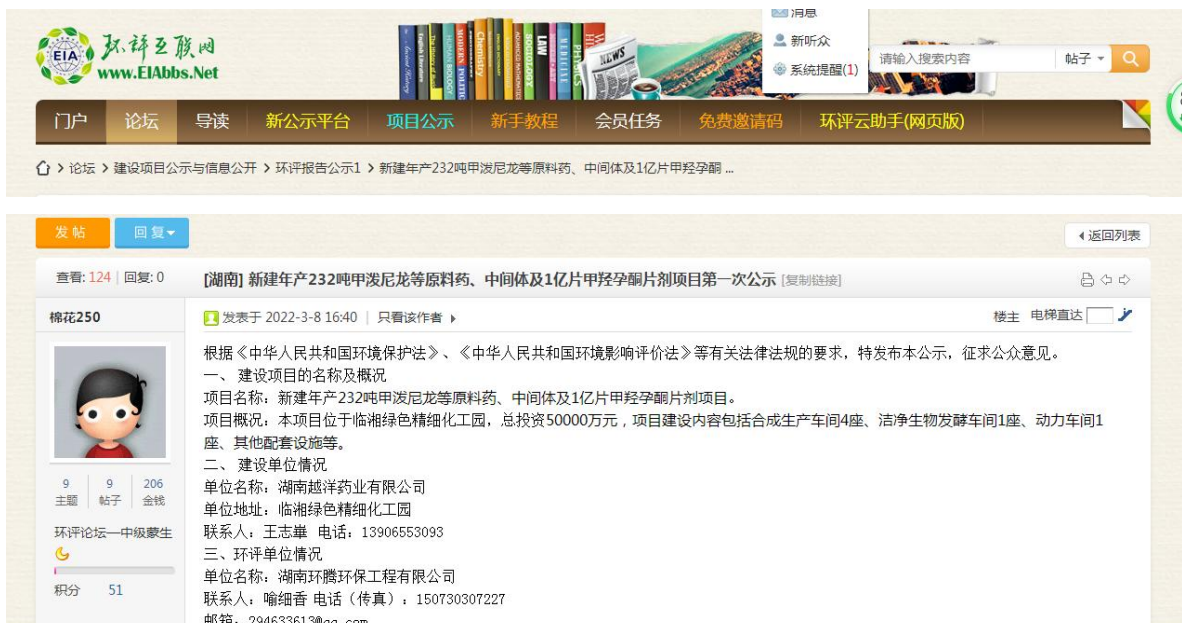 环评互联网
www.EIAbbs.Net
EIA
NEWS
消息
新听众
系统提醒(1)
请输入搜索内容
帖子
门户 论坛 导读 新公示平台 项目公示 新手教程 会员任务 免费邀请码 环评云助手(网页版)
论坛 > 建设项目公示与信息公开 > 环评报告公示1 > 新建年产232吨甲泼尼龙等原料药、中间体及1亿片甲羟孕酮 ...
发帖 回复
返回列表
查看: 124 | 回复: 0
[湖南] 新建年产232吨甲泼尼龙等原料药、中间体及1亿片甲羟孕酮片剂项目第一次公示 [复制链接]
棉花250
发表于 2022-3-8 16:40 | 只看该作者
楼主 电梯直达
根据《中华人民共和国环境保护法》、《中华人民共和国环境影响评价法》等有关法律法规的要求，特发布本公示，征求公众意见。
一、 建设项目的名称及概况
项目名称：新建年产232吨甲泼尼龙等原料药、中间体及1亿片甲羟孕酮片剂项目。
项目概况：本项目位于临湘绿色精细化工园，总投资50000万元，项目建设内容包括合成生产车间4座、洁净生物发酵车间1座、动力车间1
座、其他配套设施等。
二、 建设单位情况
单位名称：湖南越洋药业有限公司
单位地址：临湘绿色精细化工园
联系人：王志 电话：13906553093
三、环评单位情况
单位名称：湖南环腾环保工程有限公司
联系人：喻细香 电话（传真）：150730307227
邮箱：294633613@qq.com
9 9 206
主题 帖子 金钱
环评论坛—中级蒙生
积分 51